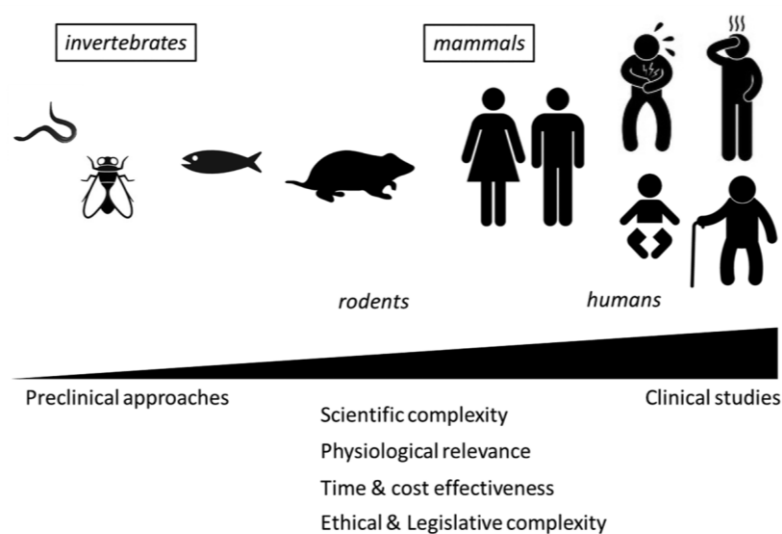 invertebrates
mammals
rodents
humans
Preclinical approaches
Clinical studies
Scientific complexity
Physiological relevance
Time & cost effectiveness
Ethical & Legislative complexity